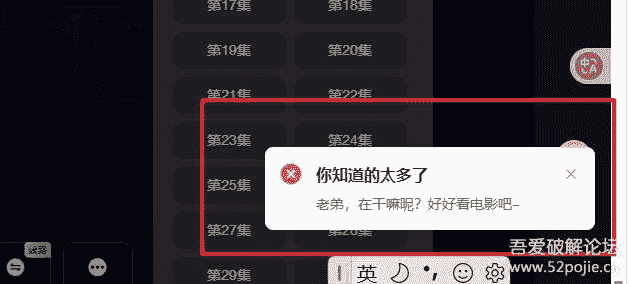 第17集 第18集
第19集 第20集
第21集 第22集
第23集 第24集
你知道的太多了
第25集
老弟，在干嘛呢？好好看电影吧~
第27集
线路
第29集
英
吾爱破解论坛
www.52pojie.cn